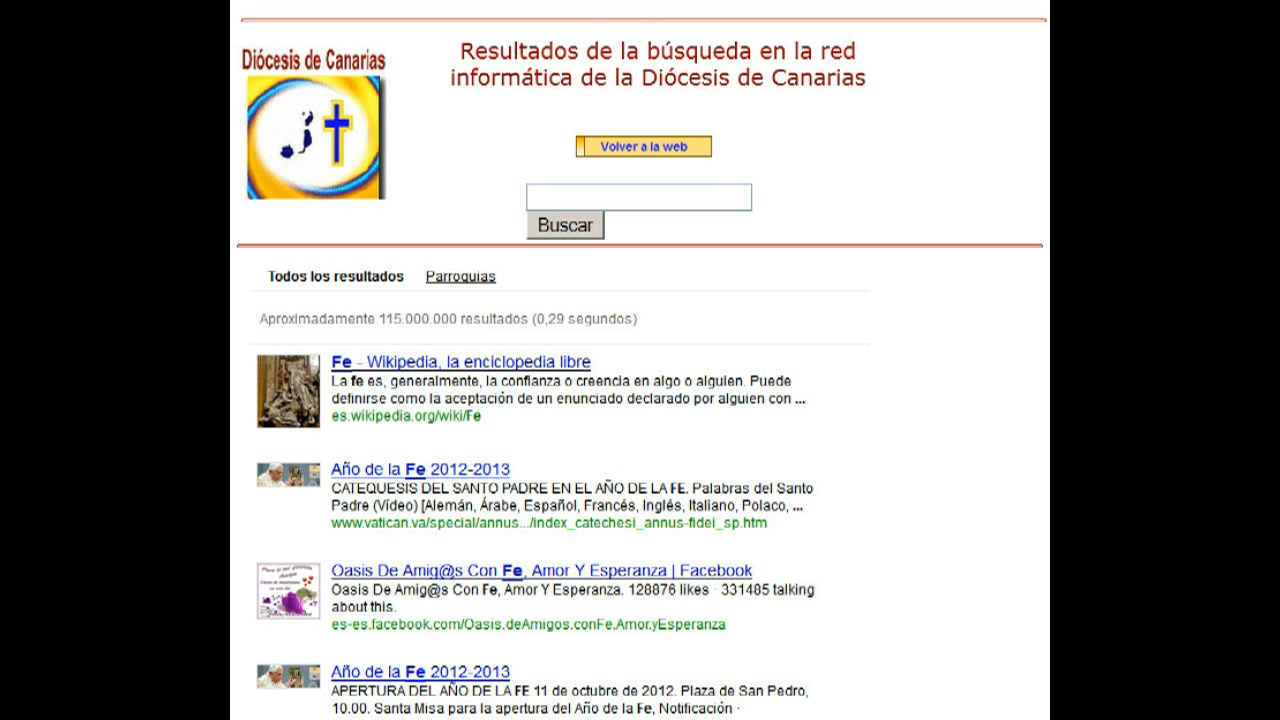 Diócesis de Canarias
Resultados de la búsqueda en la red
informática de la Diócesis de Canarias
Volver a la web
Buscar
Todos los resultados Parroquias
Aproximadamente 115.000.000 resultados (0,29 segundos)
Fe - Wikipedia, la enciclopedia libre
La fe es, generalmente, la confianza o creencia en algo o alguien. Puede
definirse como la aceptación de un enunciado declarado por alguien con ...
es.wikipedia.org/wiki/Fe
Año de la Fe 2012-2013
CATEQUESIS DEL SANTO PADRE EN EL AÑO DE LA FE. Palabras del Santo
Padre (Vídeo) [Alemán, Árabe, Español, Francés, Inglés, Italiano, Polaco, ...
www.vatican.va/special/annus.../index_catechesi_annus-fidei_sp.htm
Oasis De Amig@s Con Fe, Amor Y Esperanza | Facebook
Oasis De Amig@s Con Fe, Amor Y Esperanza. 128876 likes · 331485 talking
about this.
es-es.facebook.com/Oasis.deAmigos.conFe.Amor.yEsperanza
Año de la Fe 2012-2013
APERTURA DEL AÑO DE LA FE 11 de octubre de 2012. Plaza de San Pedro,
10.00. Santa Misa para la apertura del Año de la Fe, Notificación ·